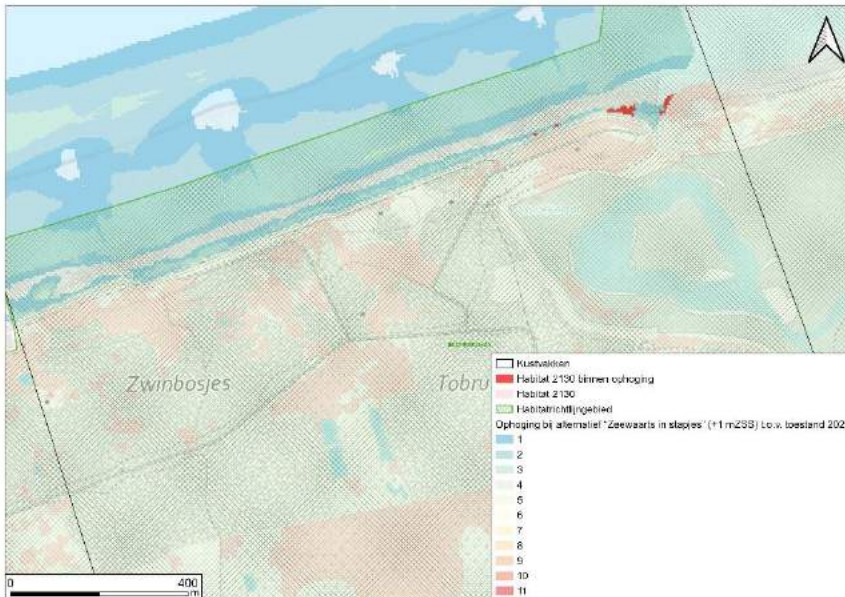 Zwinbosjes
Tobru
Kustvakken
Habitat 2130 binnen ophoging
Habitat 2130
Habitatrichtlijngebied
Ophoging bij alternatief "Zeewaarts in stapjes" (+1 mZSS) t.o.v. toestand 202
1
2
3
4
5
6
7
8
9
10
11
0 400
m